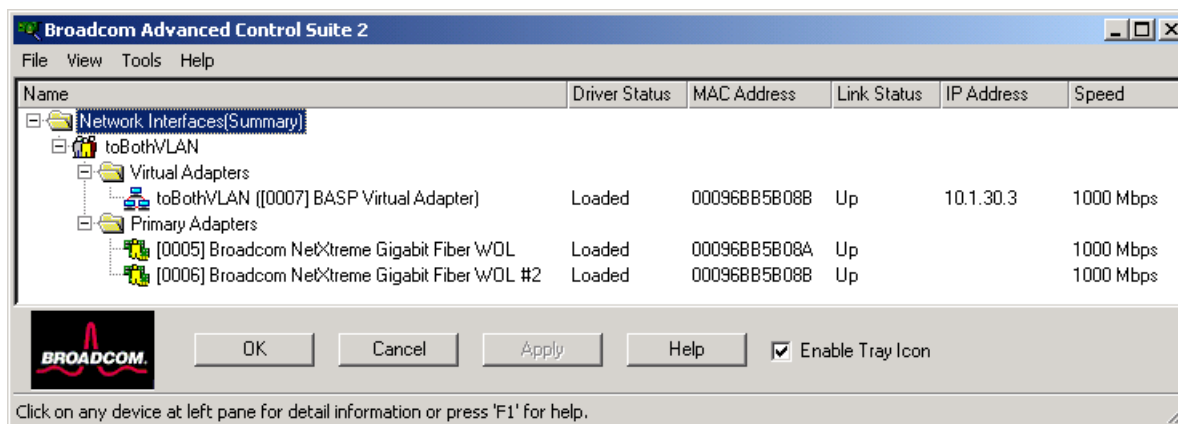 Broadcom Advanced Control Suite 2
File View Tools Help
Name Driver Status MAC Address Link Status IP Address Speed
Network Interfaces(Summary)
toBothVLAN
Virtual Adapters
toBothVLAN ([0007] BASP Virtual Adapter) Loaded 00096BB5B08B Up 10.1.30.3 1000 Mbps
Primary Adapters
[0005] Broadcom NetXtreme Gigabit Fiber WOL Loaded 00096BB5B08A Up 1000 Mbps
[0006] Broadcom NetXtreme Gigabit Fiber WOL #2 Loaded 00096BB5B08B Up 1000 Mbps
BROADCOM. OK Cancel Apply Help Enable Tray Icon
Click on any device at left pane for detail information or press 'F1' for help.